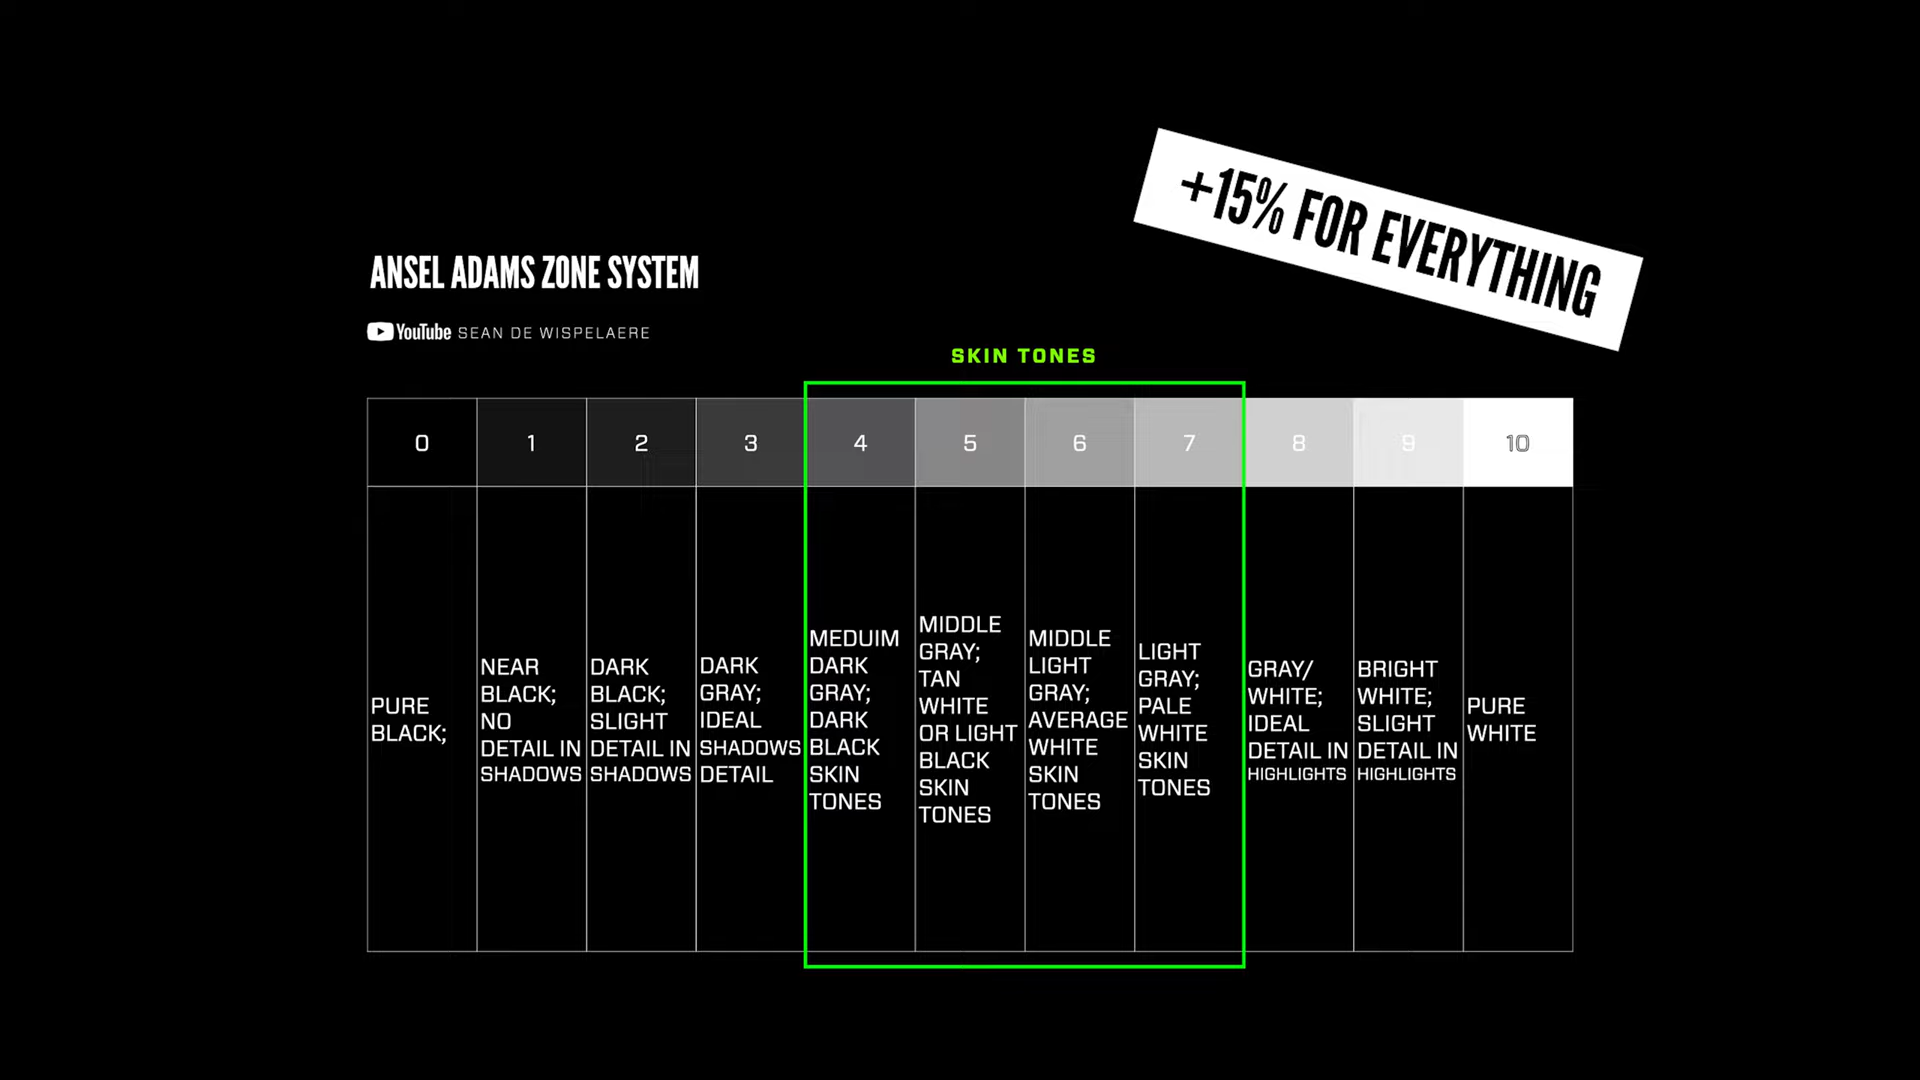 +15% FOR EVERYTHING
ANSEL ADAMS ZONE SYSTEM
YouTube SEAN DE WISPELAERE
SKIN TONES
0
1
2
3
4
5
6
7
8
9
10
PURE
BLACK;
NEAR
BLACK;
NO
DETAIL IN
SHADOWS
DARK
BLACK;
SLIGHT
DETAIL IN
SHADOWS
DARK
GRAY;
IDEAL
SHADOWS
DETAIL
MEDUIM
DARK
GRAY;
DARK
BLACK
SKIN
TONES
MIDDLE
GRAY;
TAN
WHITE
OR LIGHT
BLACK
SKIN
TONES
MIDDLE
LIGHT
GRAY;
AVERAGE
WHITE
SKIN
TONES
LIGHT
GRAY;
PALE
WHITE
SKIN
TONES
GRAY/
WHITE;
IDEAL
DETAIL IN
HIGHLIGHTS
BRIGHT
WHITE;
SLIGHT
DETAIL IN
HIGHLIGHTS
PURE
WHITE